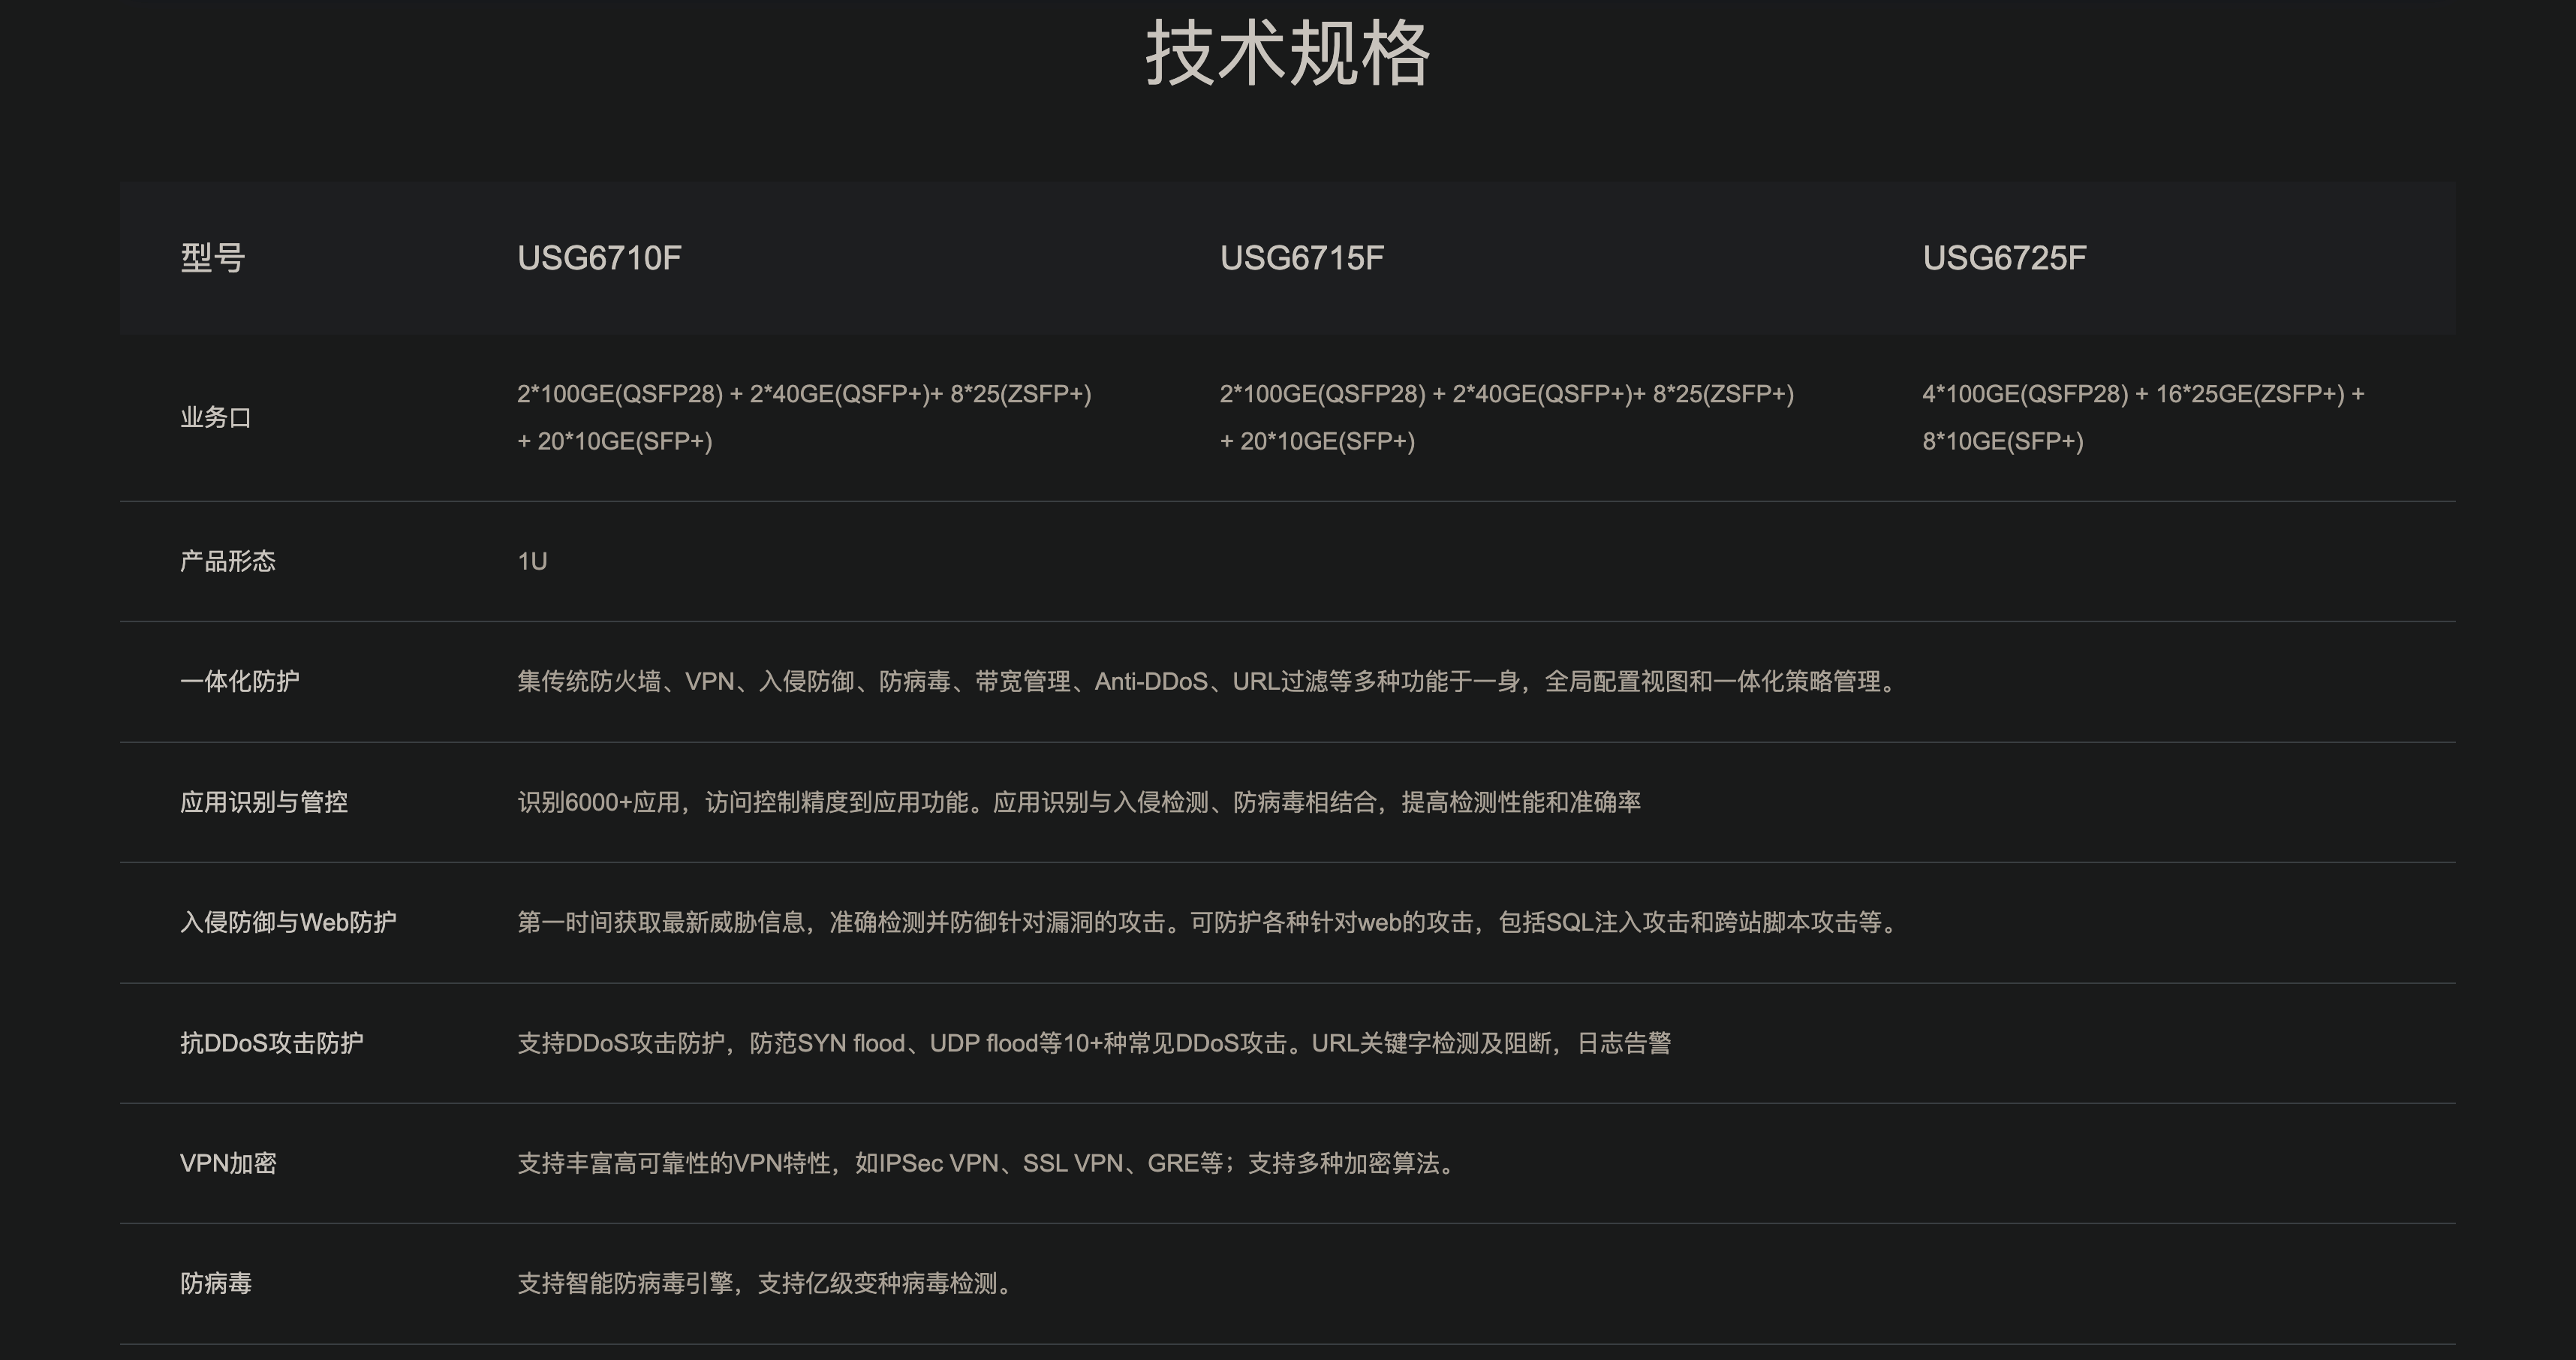 技术规格
型号 USG6710F USG6715F USG6725F
业务口 2*100GE(QSFP28) + 2*40GE(QSFP+)+ 8*25(ZSFP+) 2*100GE(QSFP28) + 2*40GE(QSFP+)+ 8*25(ZSFP+) 4*100GE(QSFP28) + 16*25GE(ZSFP+) +
+ 20*10GE(SFP+) + 20*10GE(SFP+) 8*10GE(SFP+)
产品形态 1U
一体化防护 集传统防火墙、VPN、入侵防御、防病毒、带宽管理、Anti-DDoS、URL过滤等多种功能于一身，全局配置视图和一体化策略管理。
应用识别与管控 识别6000+应用，访问控制精度到应用功能。应用识别与入侵检测、防病毒相结合，提高检测性能和准确率
入侵防御与Web防护 第一时间获取最新威胁信息，准确检测并防御针对漏洞的攻击。可防护各种针对web的攻击，包括SQL注入攻击和跨站脚本攻击等。
抗DDoS攻击防护 支持DDoS攻击防护，防范SYN flood、UDP flood等10+种常见DDoS攻击。URL关键字检测及阻断，日志告警
VPN加密 支持丰富高可靠性的VPN特性，如IPSec VPN、SSL VPN、GRE等；支持多种加密算法。
防病毒 支持智能防病毒引擎，支持亿级变种病毒检测。